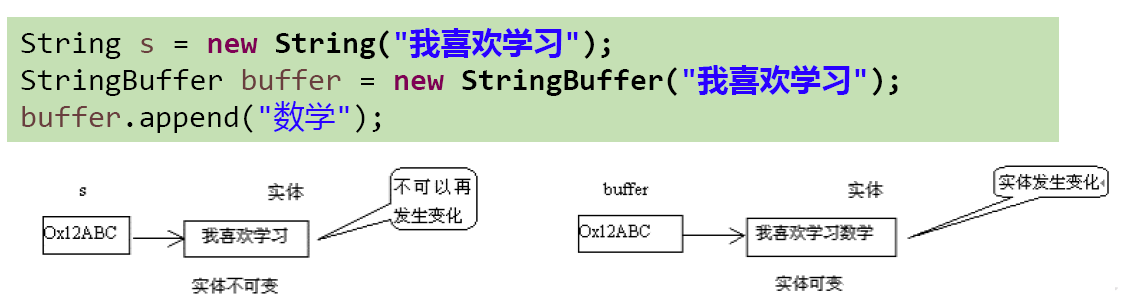 String s = new String("我喜欢学习");
StringBuffer buffer = new StringBuffer("我喜欢学习");
buffer.append("数学");
s
实体
不可以再
发生变化
Ox12ABC
我喜欢学习
实体不可变
buffer
实体
实体发生变化
Ox12ABC
我喜欢学习数学
实体可变